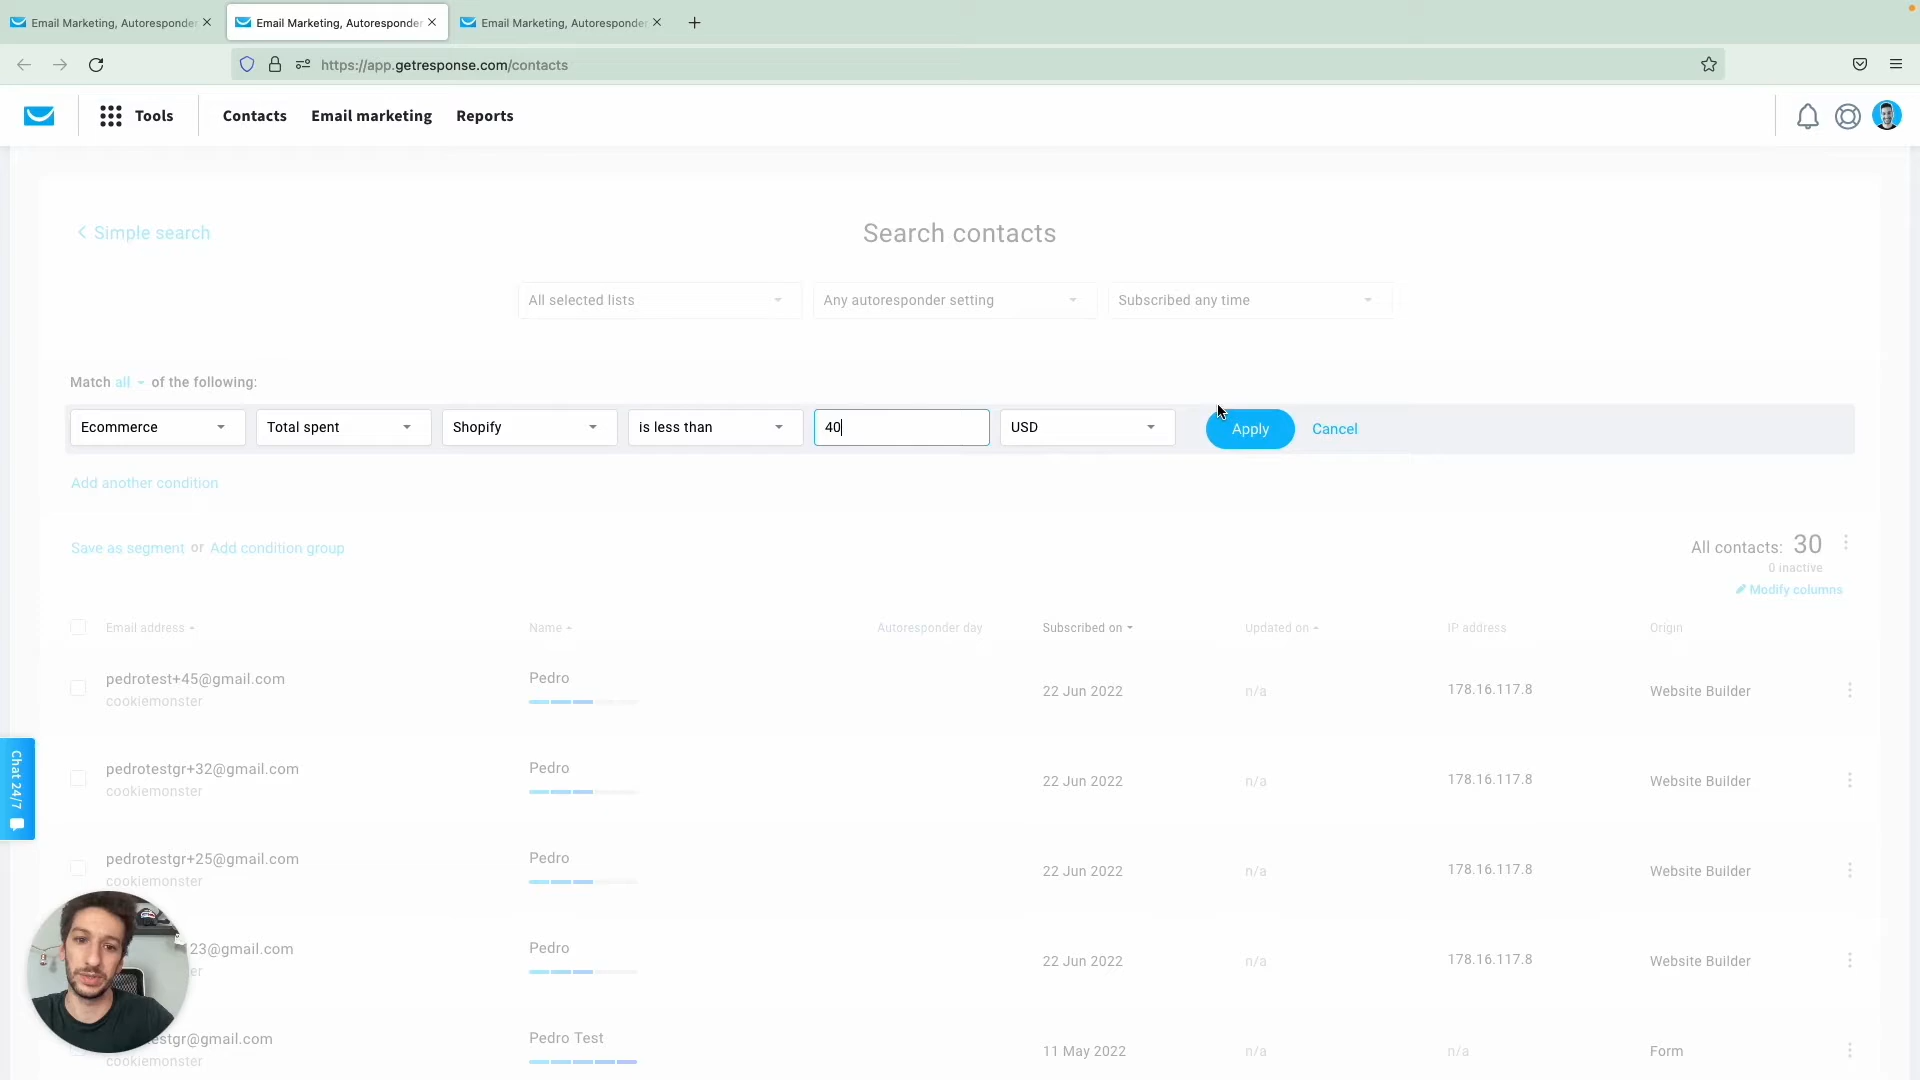 Email Marketing, Autoresponder
Email Marketing, Autoresponder
Email Marketing, Autoresponder
https://app.getresponse.com/contacts
Tools
Contacts
Email marketing
Reports
Simple search
Search contacts
All selected lists
Any autoresponder setting
Subscribed any time
Match all of the following:
Ecommerce
Total spent
Shopify
is less than
40
USD
Apply
Cancel
Add another condition
Save as segment or Add condition group
All contacts: 30
0 inactive
Modify columns
Email address
Name
Autoresponder day
Subscribed on
Updated on
IP address
Origin
pedrotest+45@gmail.com
cookiemonster
Pedro
22 Jun 2022
n/a
178.16.117.8
Website Builder
pedrotestgr+32@gmail.com
cookiemonster
Pedro
22 Jun 2022
n/a
178.16.117.8
Website Builder
pedrotestgr+25@gmail.com
cookiemonster
Pedro
22 Jun 2022
n/a
178.16.117.8
Website Builder
123@gmail.com
er
Pedro
22 Jun 2022
n/a
178.16.117.8
Website Builder
estgr@gmail.com
cookiemonster
Pedro Test
11 May 2022
n/a
n/a
Form
Chat 24/7